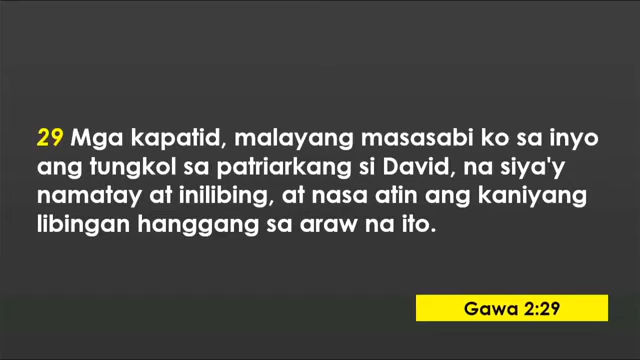 29 Mga kapatid, malayang masasabi ko sa inyo
ang tungkol sa patriarkang si David, na siya'y
namatay at inilibing, at nasa atin ang kaniyang
libingan hanggang sa araw na ito.
Gawa 2:29